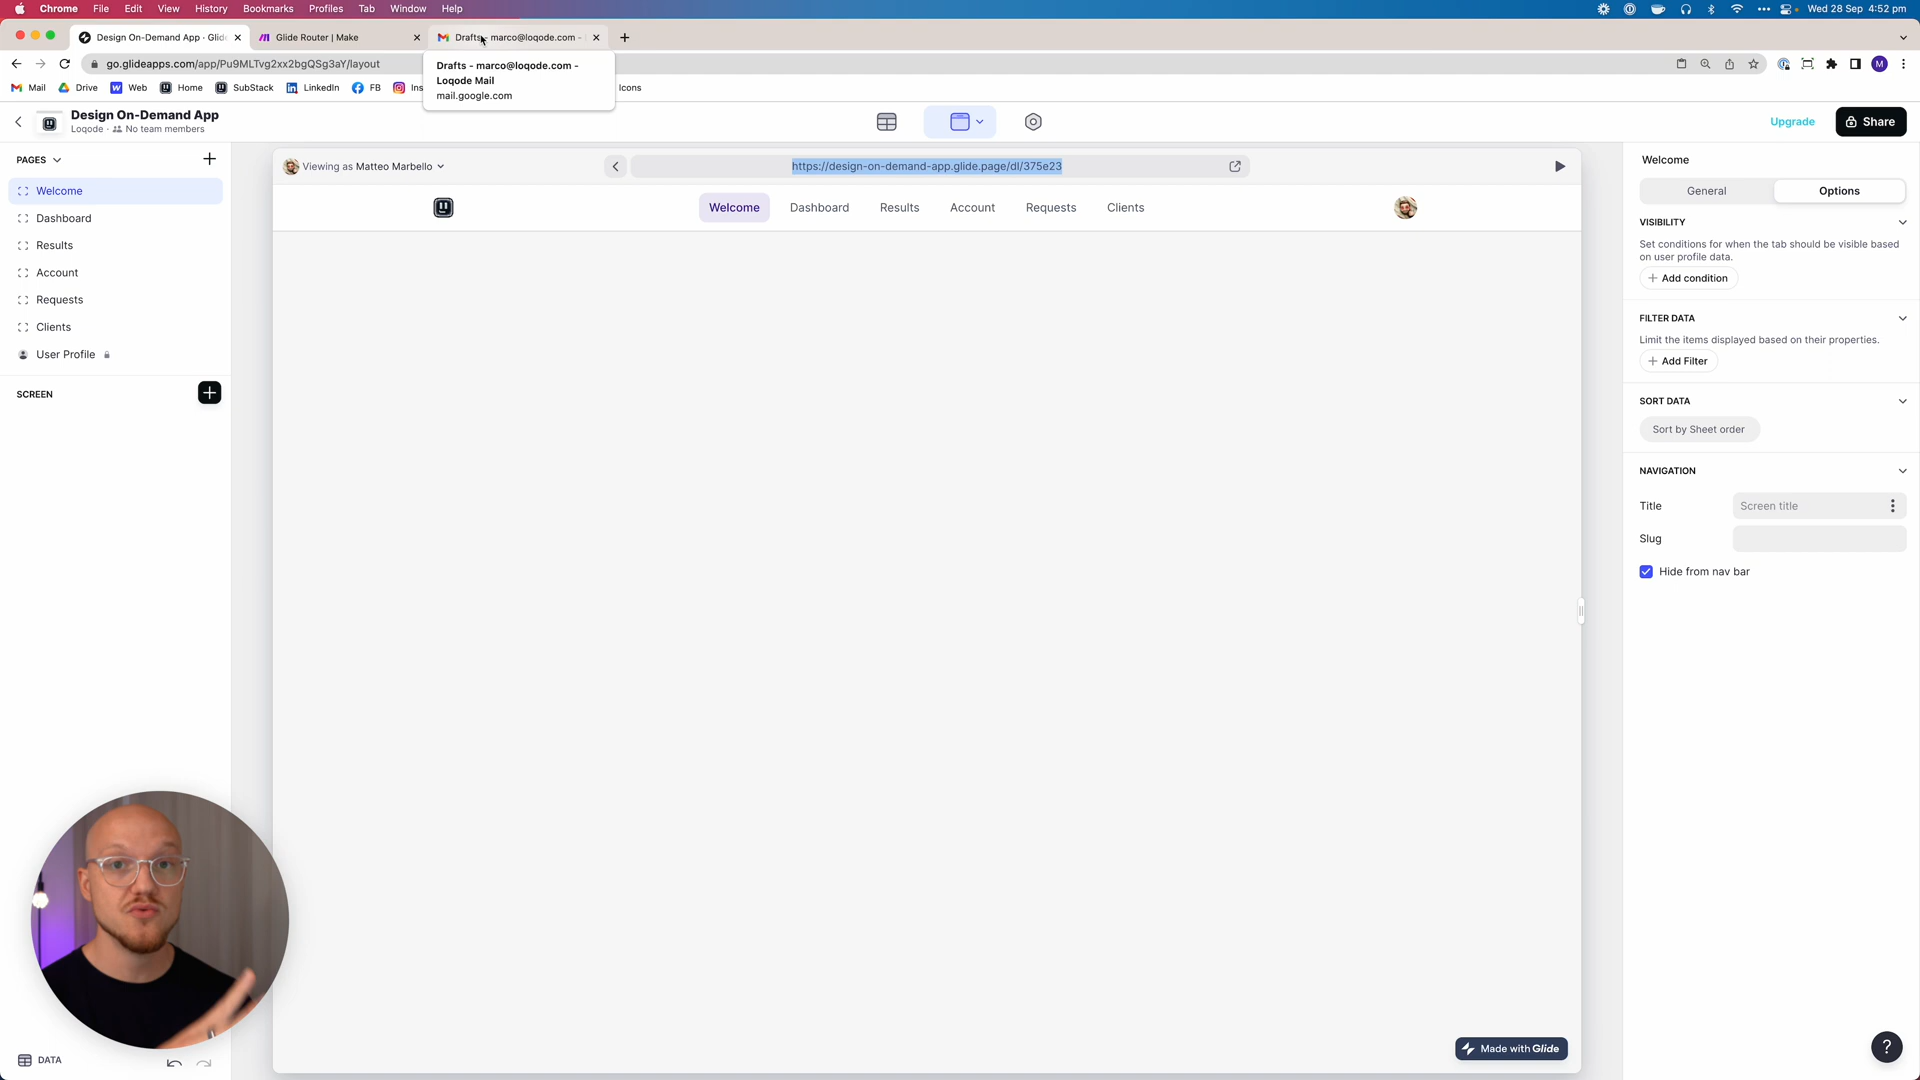 Chrome File Edit View History Bookmarks Profiles Tab Window Help Wed 28 Sep 4:52 pm
Design On-Demand App · Glid Glide Router | Make Drafts - marco@loqode.com -
go.glideapps.com/app/Pu9MLTvg2xx2bgQSg3aY/layout M
Mail Drive Web Home SubStack LinkedIn FB Ins Icons
Drafts - marco@loqode.com -
Loqode Mail
mail.google.com
Design On-Demand App
Loqode · No team members
Upgrade Share
PAGES
Welcome
Dashboard
Results
Account
Requests
Clients
User Profile
SCREEN
DATA
Viewing as Matteo Marbello https://design-on-demand-app.glide.page/dl/375e23
Welcome Dashboard Results Account Requests Clients
Made with Glide
Welcome
General Options
VISIBILITY
Set conditions for when the tab should be visible based
on user profile data.
Add condition
FILTER DATA
Limit the items displayed based on their properties.
Add Filter
SORT DATA
Sort by Sheet order
NAVIGATION
Title Screen title
Slug
Hide from nav bar
?